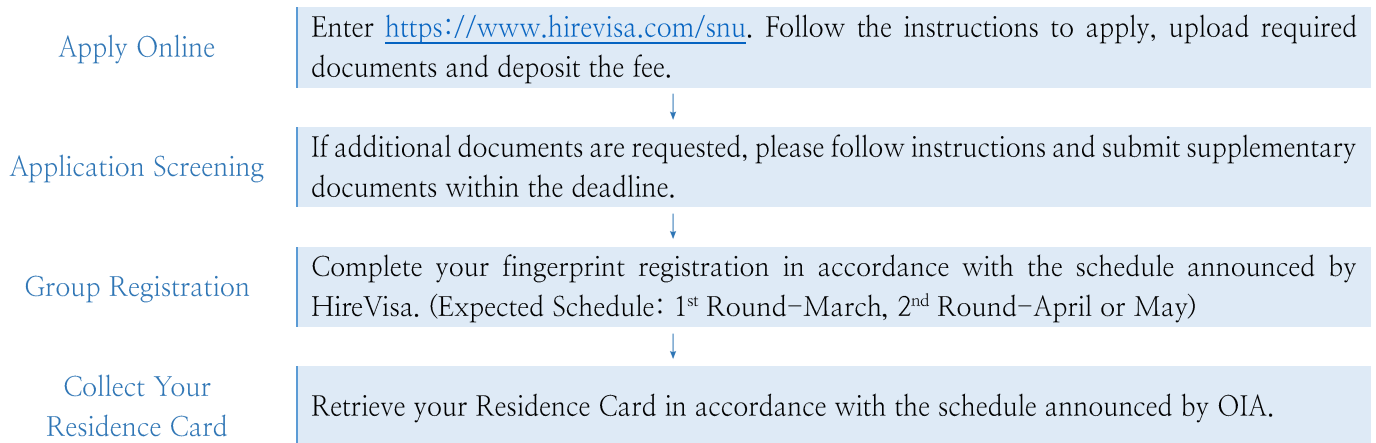 Apply Online
Enter https://www.hirevisa.com/snu. Follow the instructions to apply, upload required
documents and deposit the fee.
Application Screening
If additional documents are requested, please follow instructions and submit supplementary
documents within the deadline.
Group Registration
Complete your fingerprint registration in accordance with the schedule announced by
HireVisa. (Expected Schedule: 1st Round-March, 2nd Round-April or May)
Collect Your
Residence Card
Retrieve your Residence Card in accordance with the schedule announced by OIA.